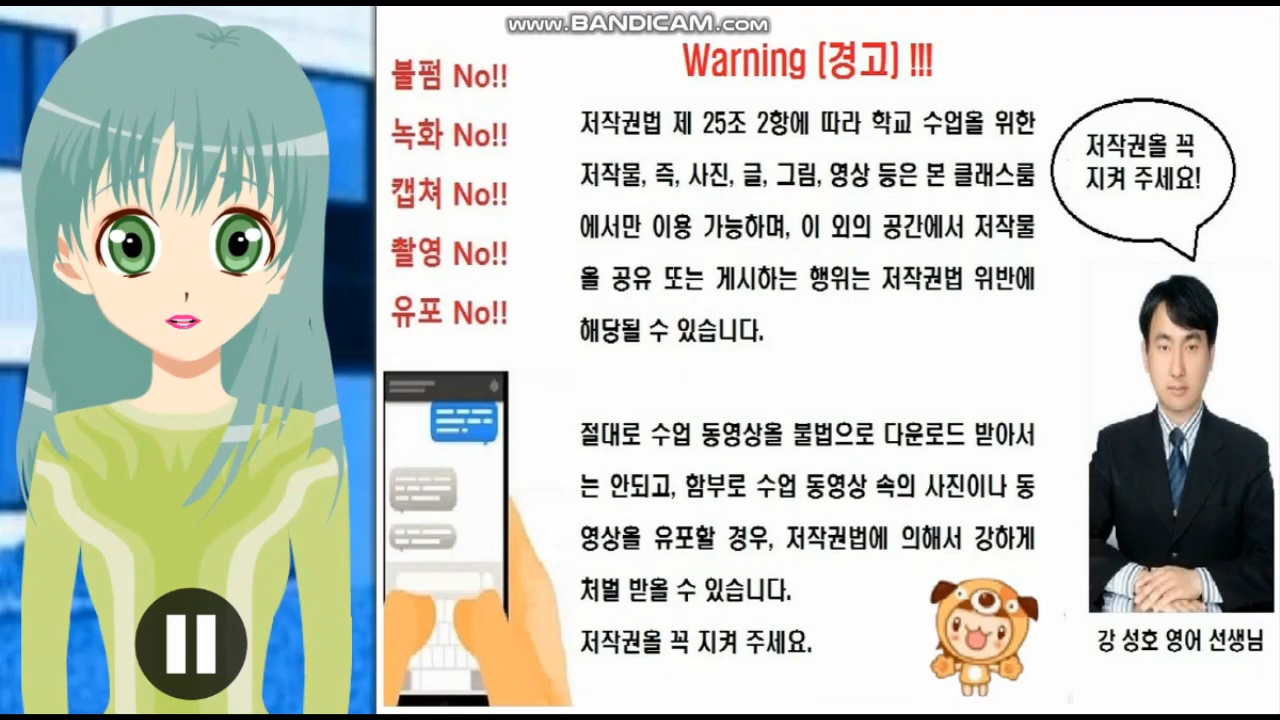 www.BANDICAM.com
Warning (경고) !!!
불펌 No!!
녹화 No!!
캡쳐 No!!
촬영 No!!
유포 No!!
저작권법 제 25조 2항에 따라 학교 수업을 위한
저작물, 즉, 사진, 글, 그림, 영상 등은 본 클래스룸
에서만 이용 가능하며, 이 외의 공간에서 저작물
을 공유 또는 게시하는 행위는 저작권법 위반에
해당될 수 있습니다.
절대로 수업 동영상을 불법으로 다운로드 받아서
는 안되고, 함부로 수업 동영상 속의 사진이나 동
영상을 유포할 경우, 저작권법에 의해서 강하게
처벌 받을 수 있습니다.
저작권을 꼭 지켜 주세요.
저작권을 꼭
지켜 주세요!
강 성호 영어 선생님